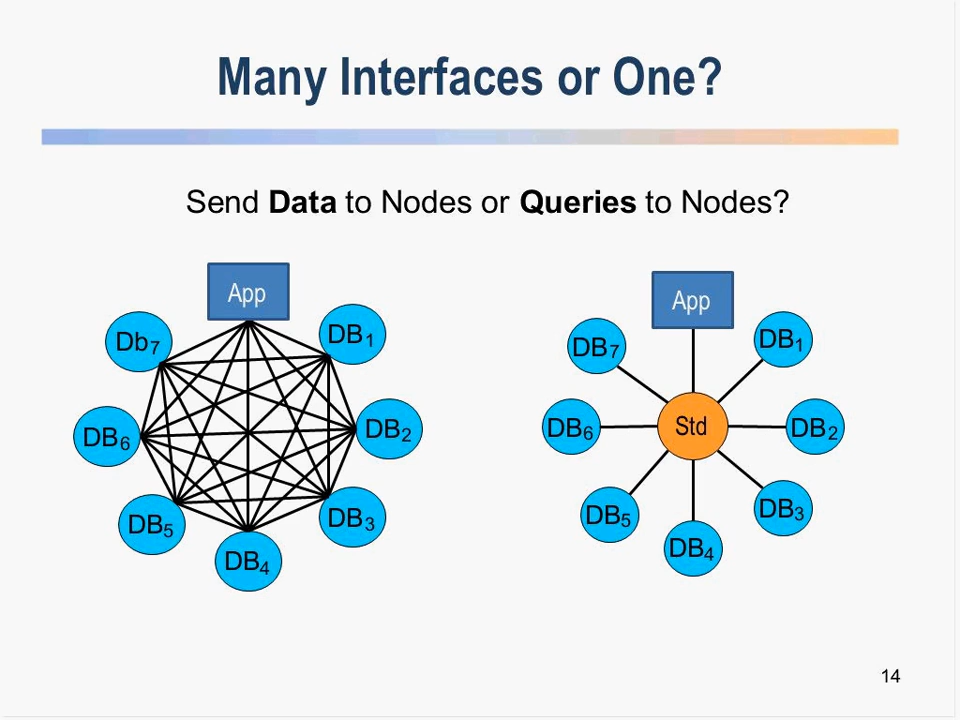 Many Interfaces or One?
Send Data to Nodes or Queries to Nodes?
App
Db₇
DB₁
DB₆
DB₂
DB₅
DB₃
DB₄
App
DB₇
DB₁
DB₆
Std
DB₂
DB₅
DB₃
DB₄
14